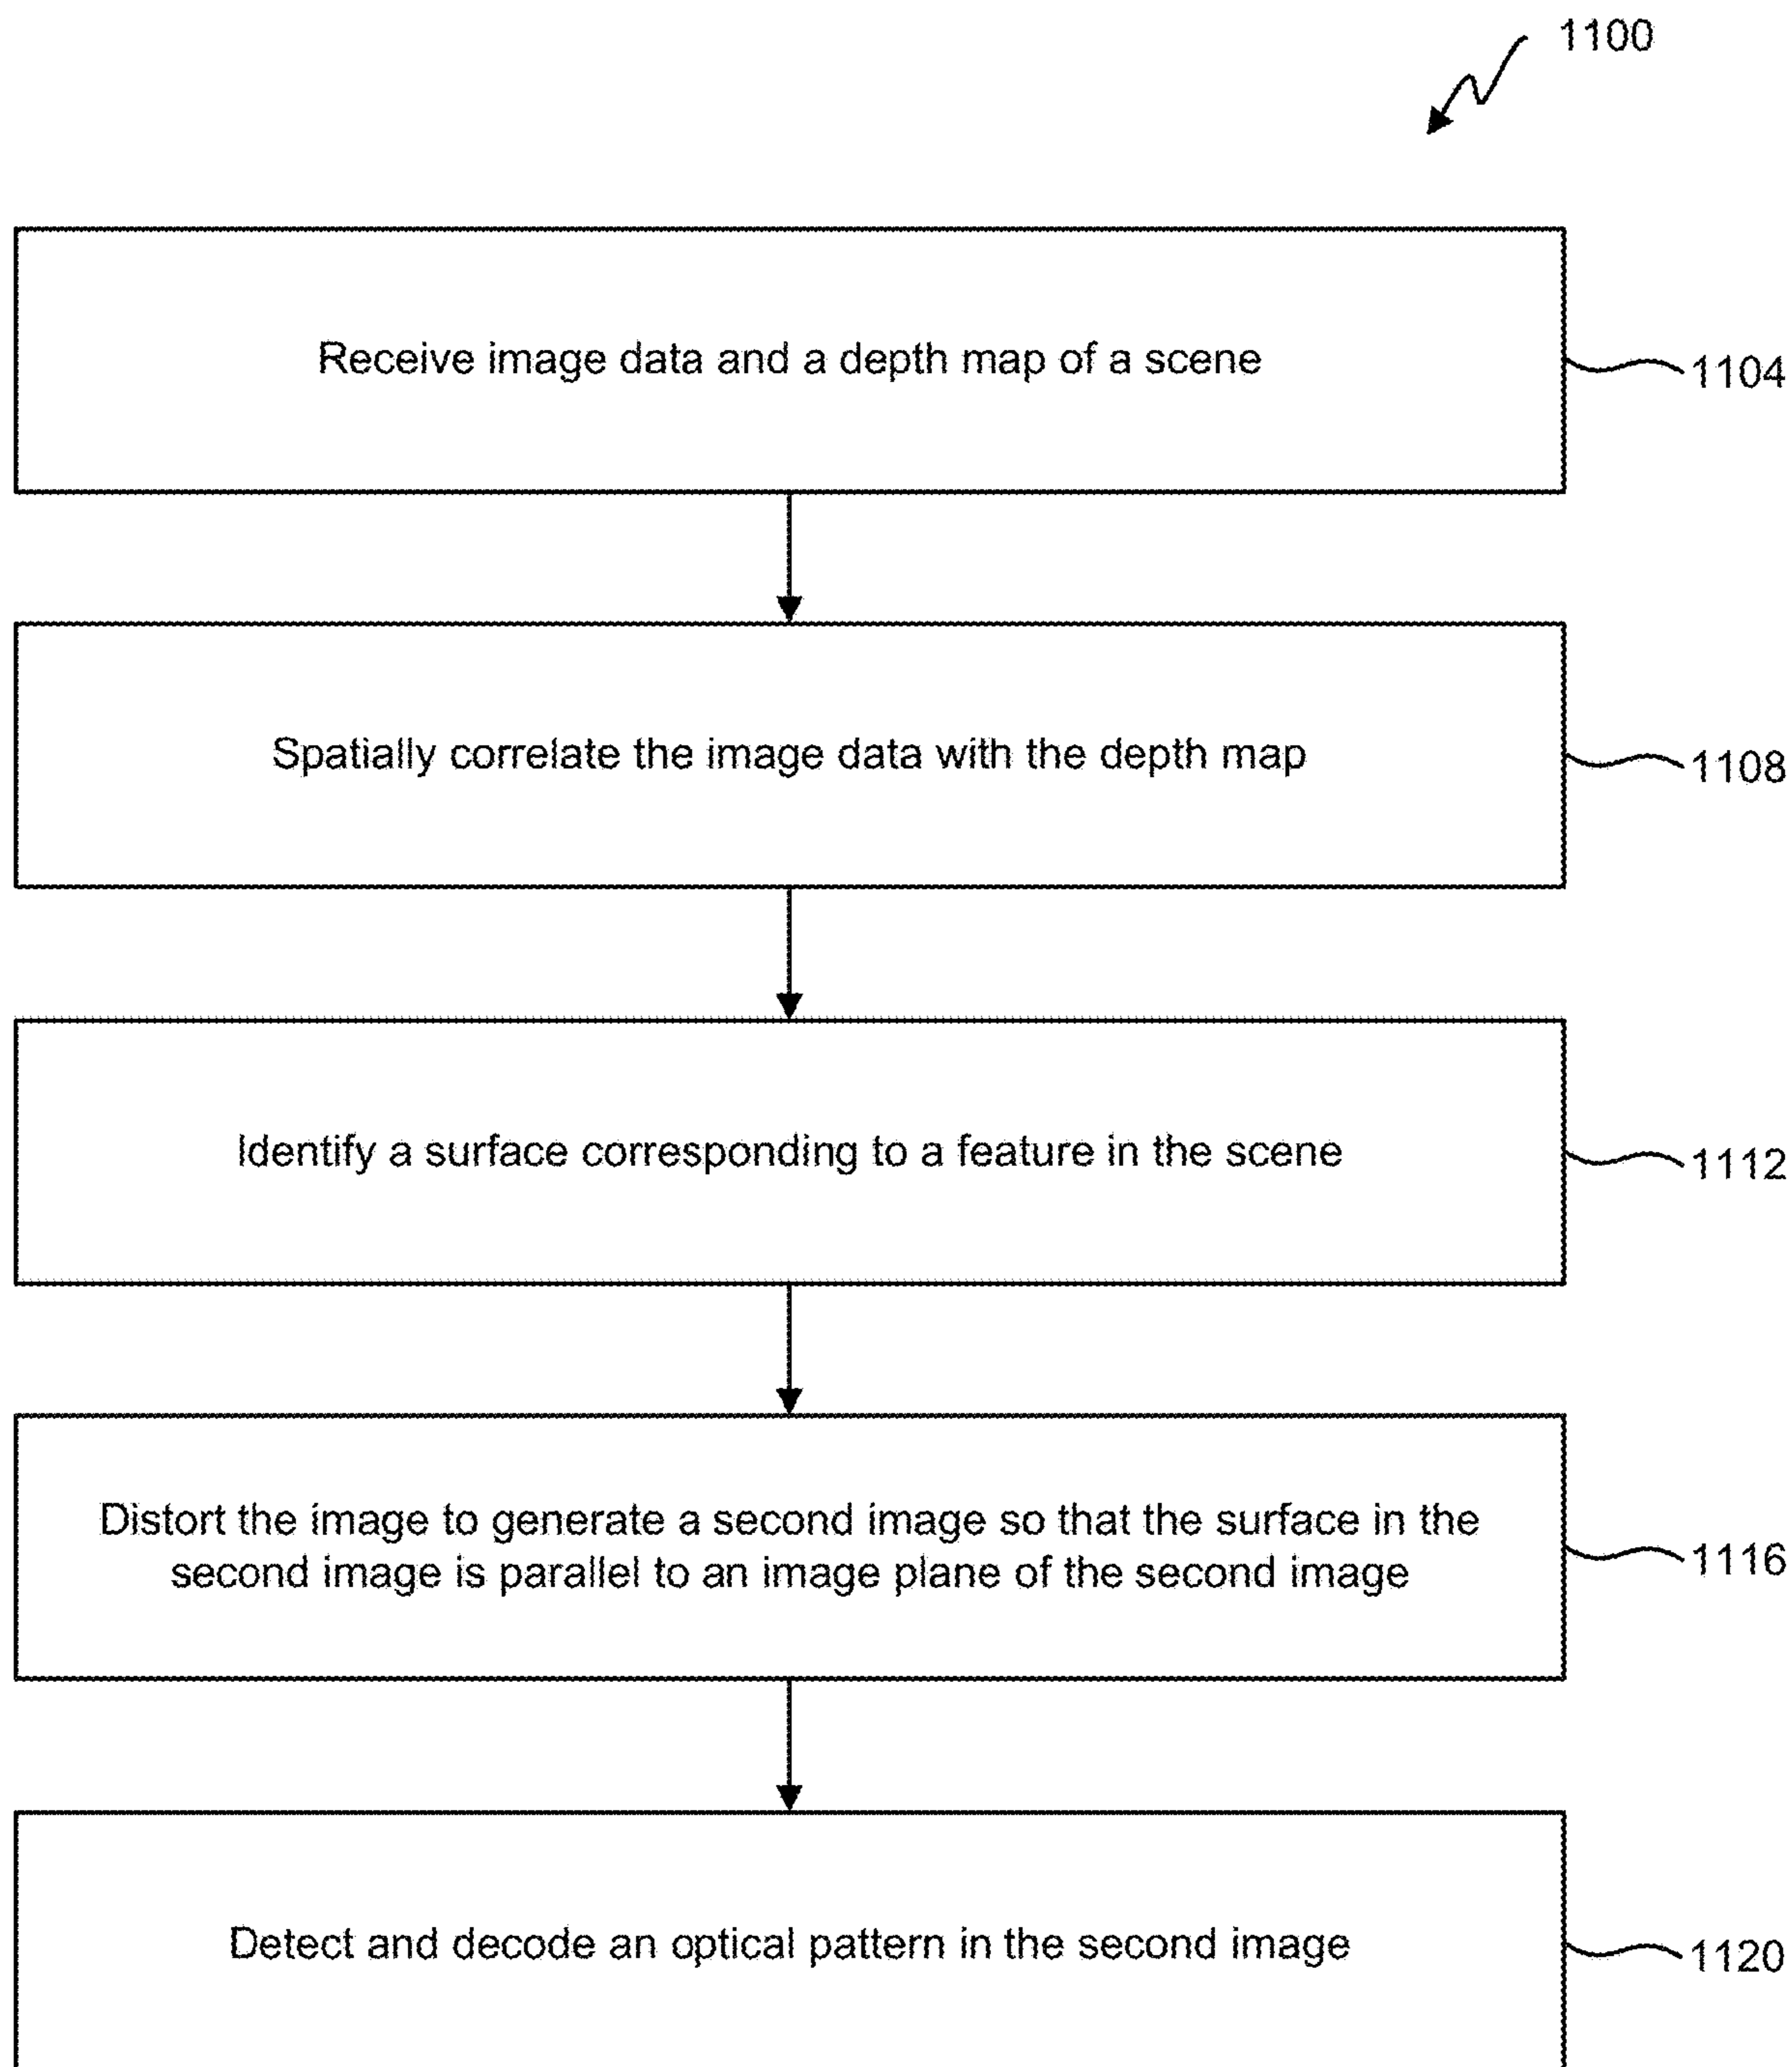 1100
Receive image data and a depth map of a scene
1104
Spatially correlate the image data with the depth map
1108
Identify a surface corresponding to a feature in the scene
1112
Distort the image to generate a second image so that the surface in the
second image is parallel to an image plane of the second image
1116
Detect and decode an optical pattern in the second image
1120